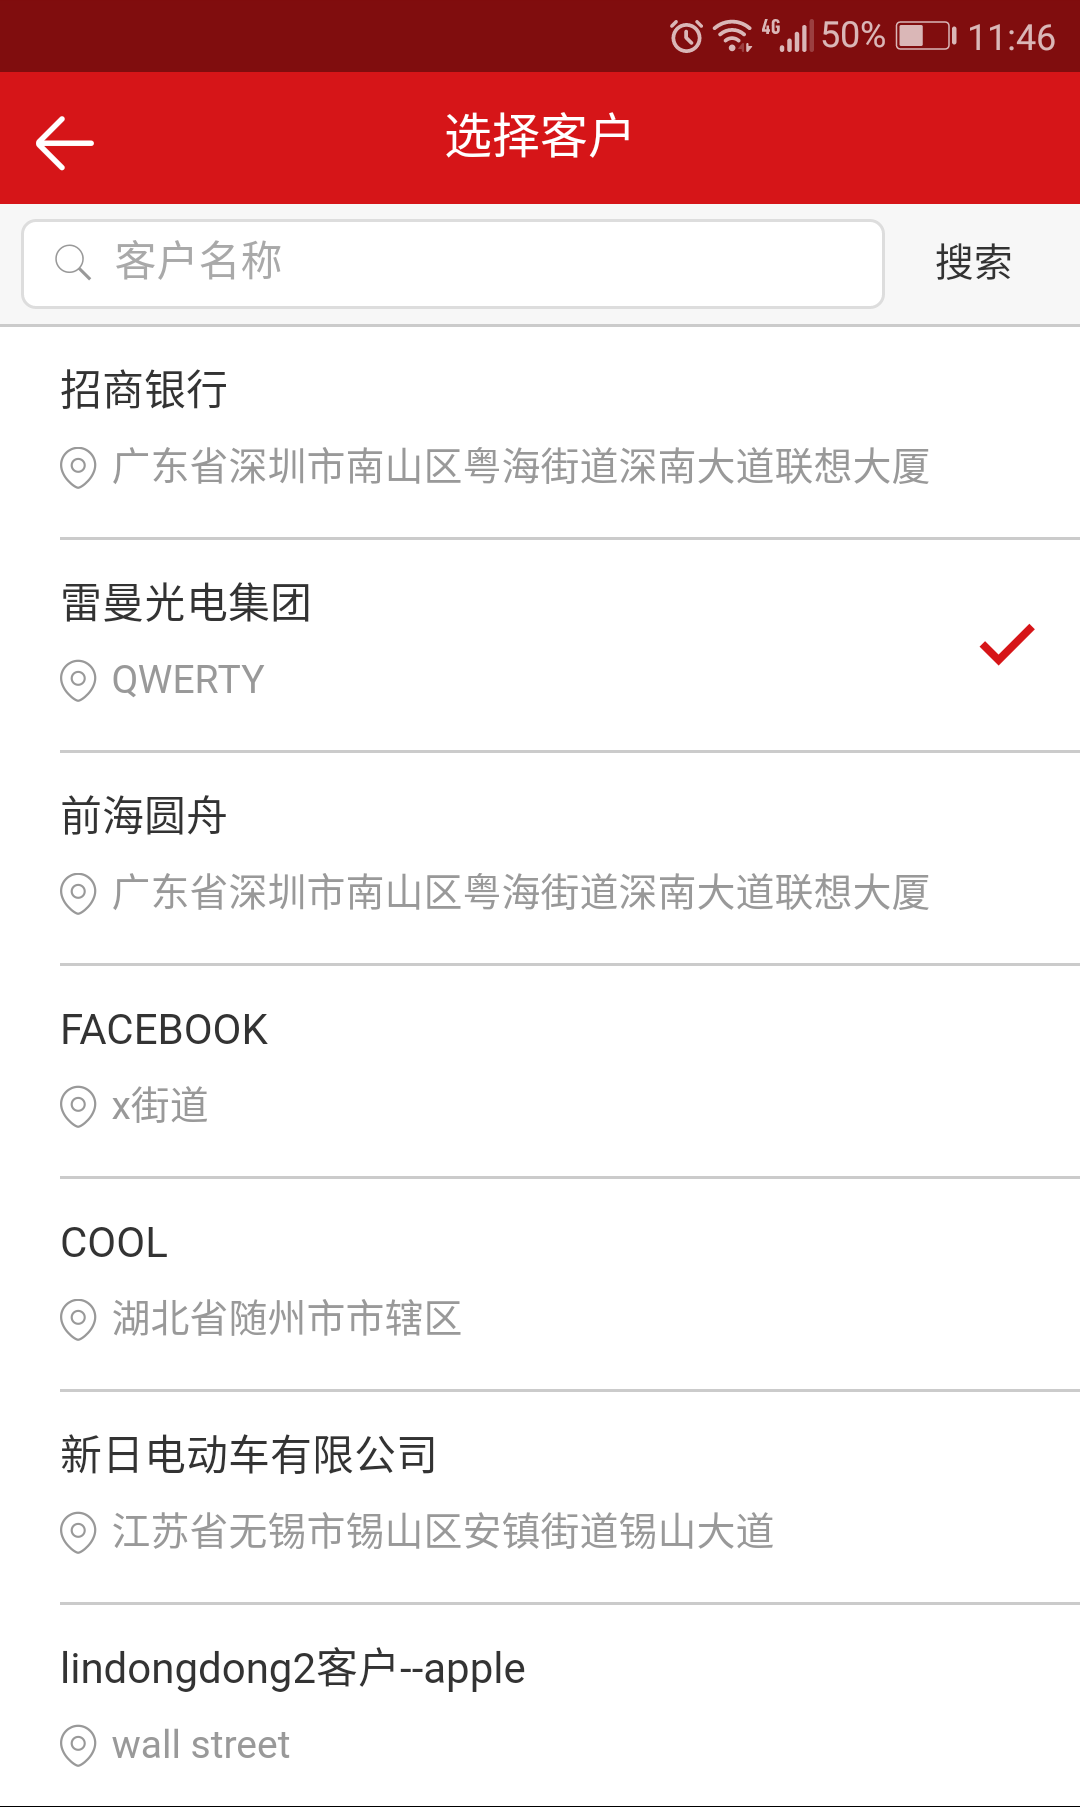 4G 50% 11:46
选择客户
客户名称 搜索
招商银行
广东省深圳市南山区粤海街道深南大道联想大厦
雷曼光电集团
QWERTY
前海圆舟
广东省深圳市南山区粤海街道深南大道联想大厦
FACEBOOK
x街道
COOL
湖北省随州市市辖区
新日电动车有限公司
江苏省无锡市锡山区安镇街道锡山大道
lindongdong2客户--apple
wall street